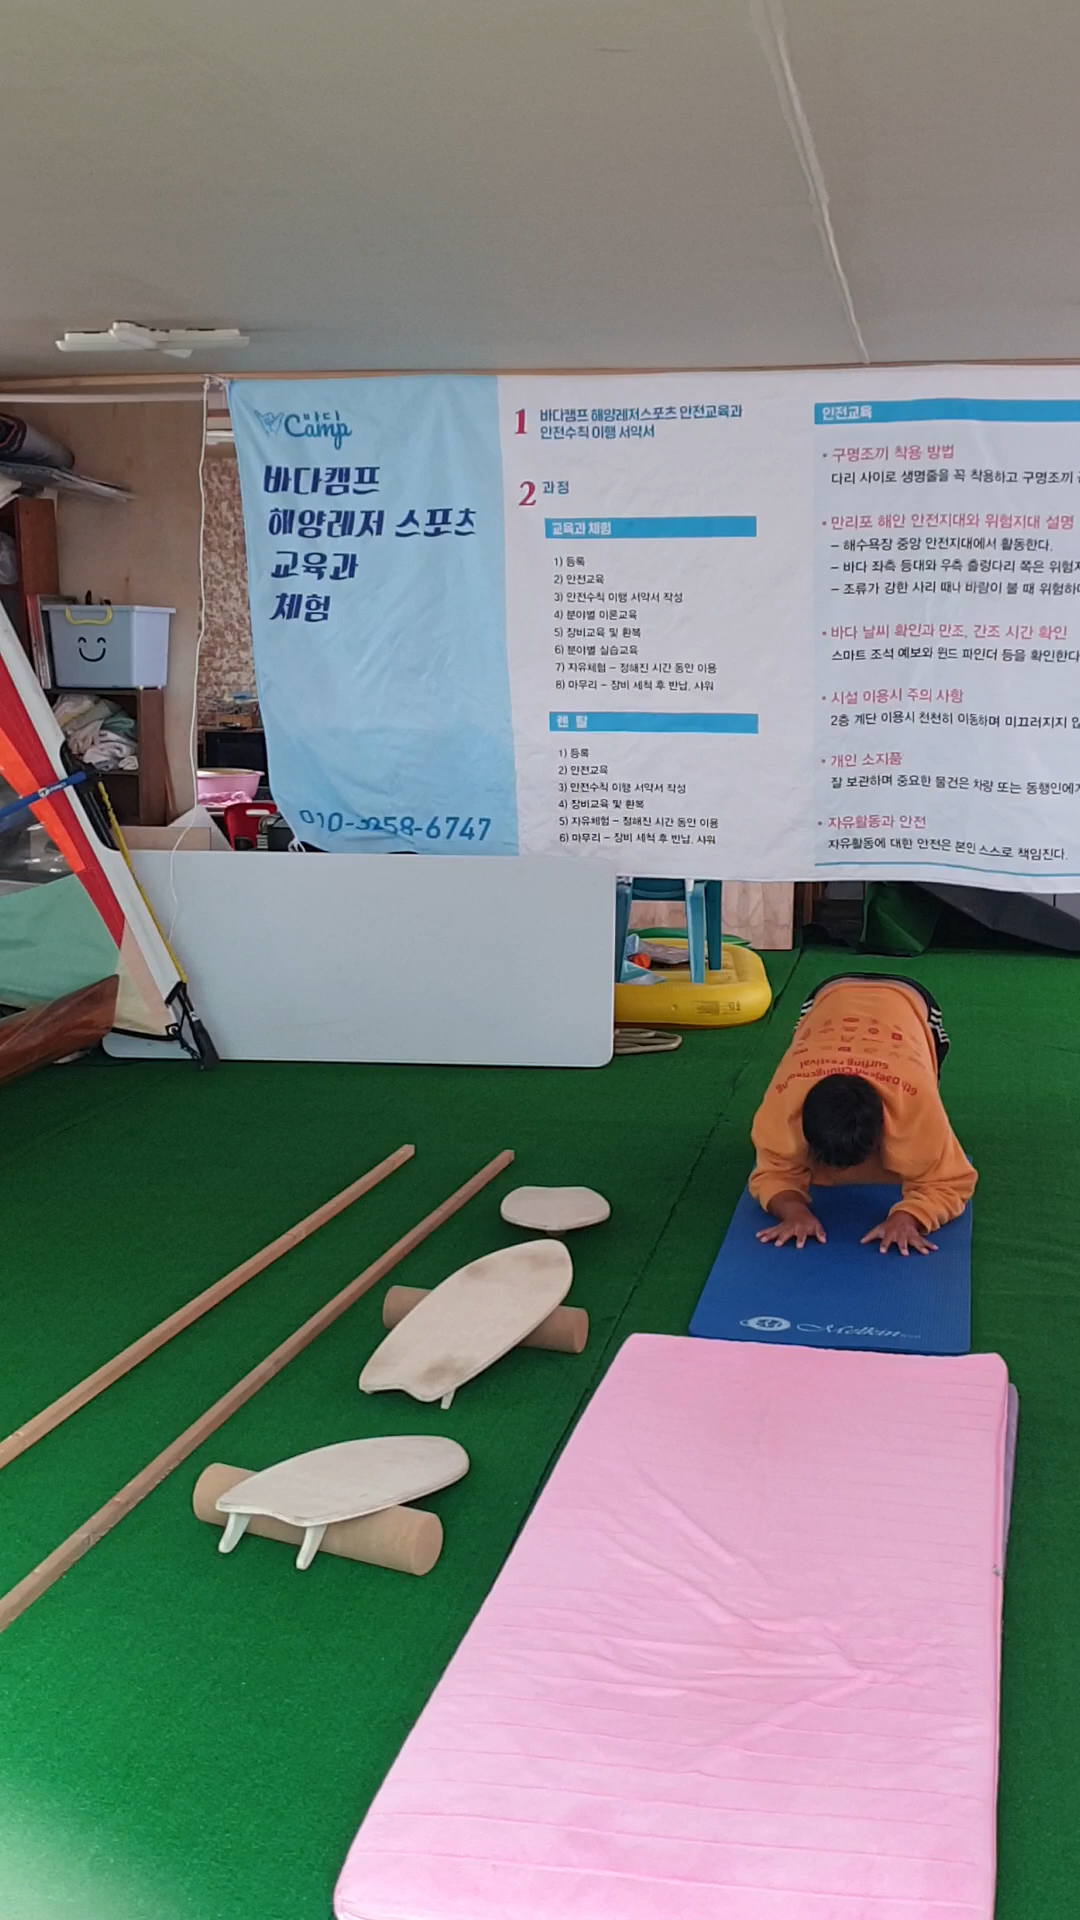 바다
Camp
바다캠프
해양레저 스포츠
교육과
체험
010-3258-6747
1 바다캠프 해양레저스포츠 안전교육과
안전수칙 이행 서약서
2 과정
교육과 체험
1) 등록
2) 안전교육
3) 안전수칙 이행 서약서 작성
4) 분야별 이론교육
5) 장비교육 및 환복
6) 분야별 실습교육
7) 자유체험 - 정해진 시간 동안 이용
8) 마무리 - 장비 세척 후 반납, 샤워
렌 탈
1) 등록
2) 안전교육
3) 안전수칙 이행 서약서 작성
4) 장비교육 및 환복
5) 자유체험 - 정해진 시간 동안 이용
6) 마무리 - 장비 세척 후 반납, 샤워
안전교육
• 구명조끼 착용 방법
다리 사이로 생명줄을 꼭 착용하고 구명조끼
• 만리포 해안 안전지대와 위험지대 설명
- 해수욕장 중앙 안전지대에서 활동한다.
- 바다 좌측 등대와 우측 출렁다리 쪽은 위험지
- 조류가 강한 사리 때나 바람이 불 때 위험하
• 바다 날씨 확인과 만조, 간조 시간 확인
스마트 조석 예보와 윈드 파인더 등을 확인한다
• 시설 이용시 주의 사항
2층 계단 이용시 천천히 이동하며 미끄러지지
• 개인 소지품
잘 보관하며 중요한 물건은 차량 또는 동행인에게
• 자유활동과 안전
자유활동에 대한 안전은 본인 스스로 책임진다.
surfing Festival
Melkin